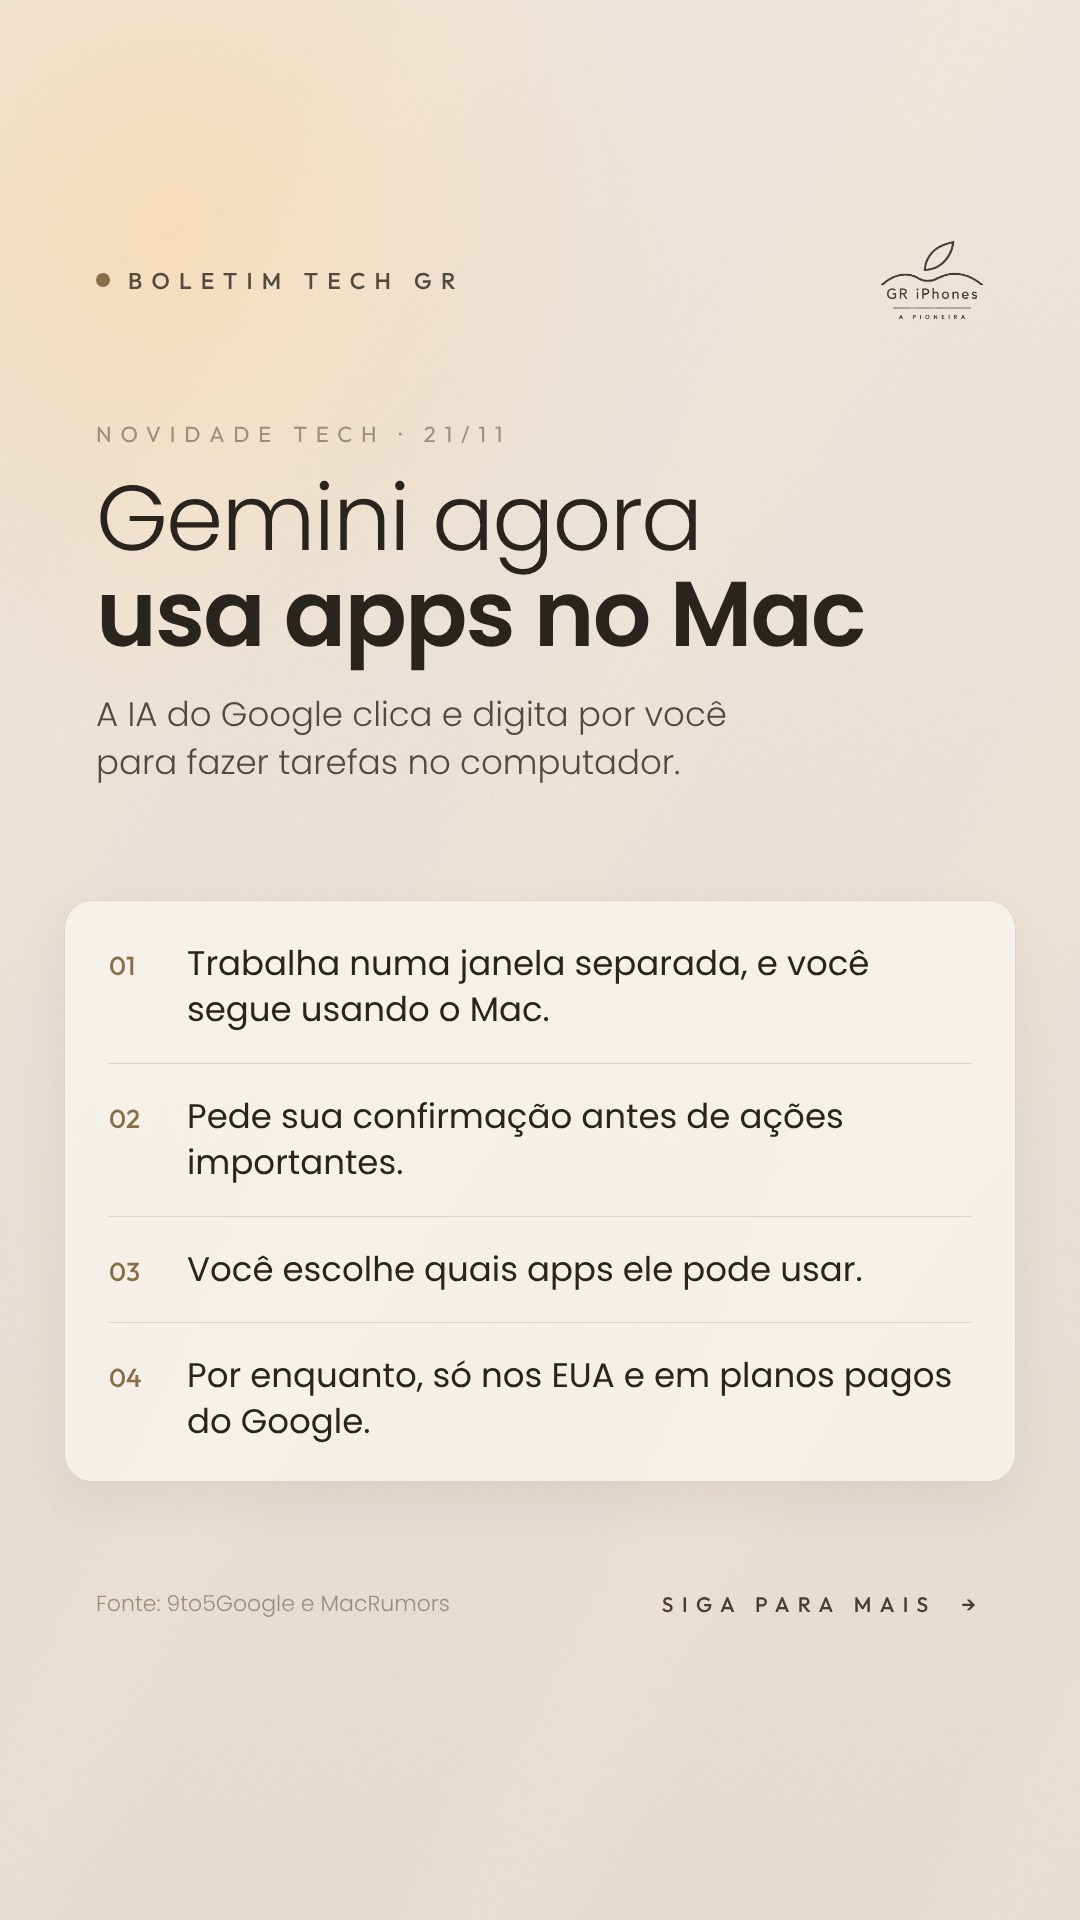 BOLETIM TECH GR
GR iPhones
A PIONEIRA
NOVIDADE TECH · 21/11
Gemini agora
usa apps no Mac
A IA do Google clica e digita por você
para fazer tarefas no computador.
01 Trabalha numa janela separada, e você
segue usando o Mac.
02 Pede sua confirmação antes de ações
importantes.
03 Você escolhe quais apps ele pode usar.
04 Por enquanto, só nos EUA e em planos pagos
do Google.
Fonte: 9to5Google e MacRumors
SIGA PARA MAIS →